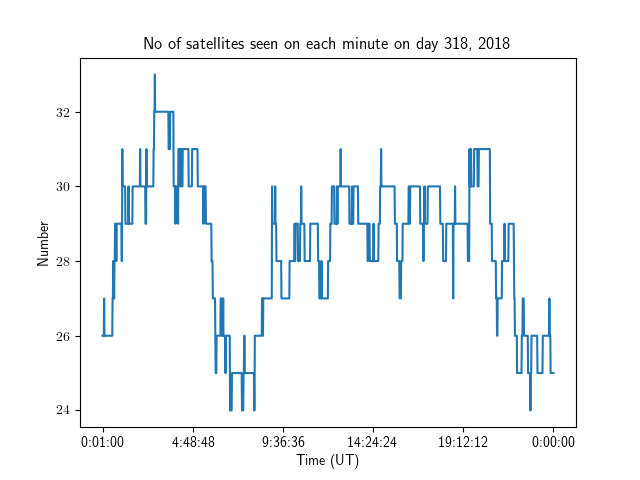 No of satellites seen on each minute on day 318, 2018
32
30
28
26
24
Number
0:01:00 4:48:48 9:36:36 14:24:24 19:12:12 0:00:00
Time (UT)